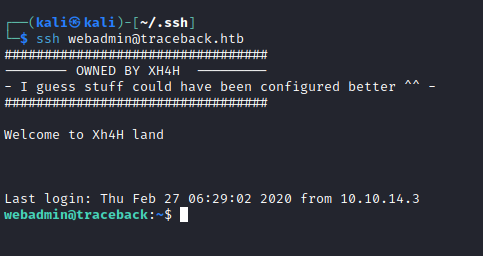 ┌──(kali㉿kali)-[~/.ssh]
└─$ ssh webadmin@traceback.htb
#################################
-------- OWNED BY XH4H  ---------
- I guess stuff could have been configured better ^^ -
#################################
Welcome to Xh4H land
Last login: Thu Feb 27 06:29:02 2020 from 10.10.14.3
webadmin@traceback:~$